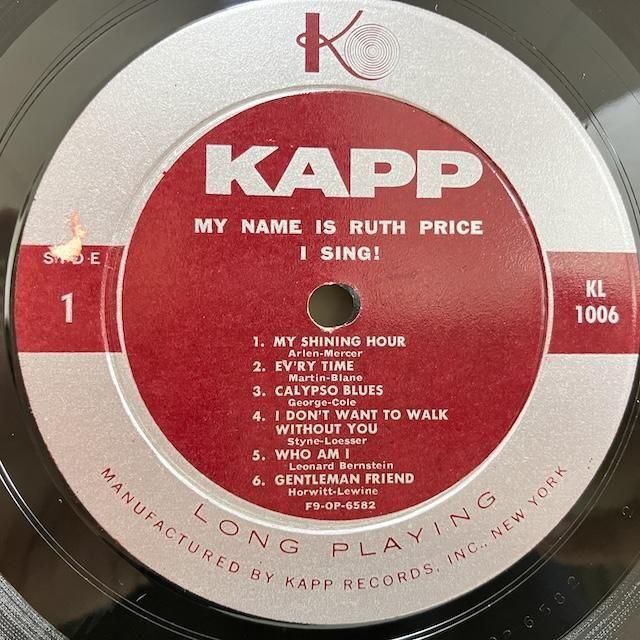 K
KAPP
MY NAME IS RUTH PRICE
I SING!
SIDE
1
KL
1006
1. MY SHINING HOUR
Arlen-Mercer
2. EV'RY TIME
Martin-Blane
3. CALYPSO BLUES
George-Cole
4. I DON'T WANT TO WALK
WITHOUT YOU
Styne-Loesser
5. WHO AM I
Leonard Bernstein
6. GENTLEMAN FRIEND
Horwitt-Lewine
F9-OP-6582
LONG PLAYING
MANUFACTURED BY KAPP RECORDS, INC., NEW YORK